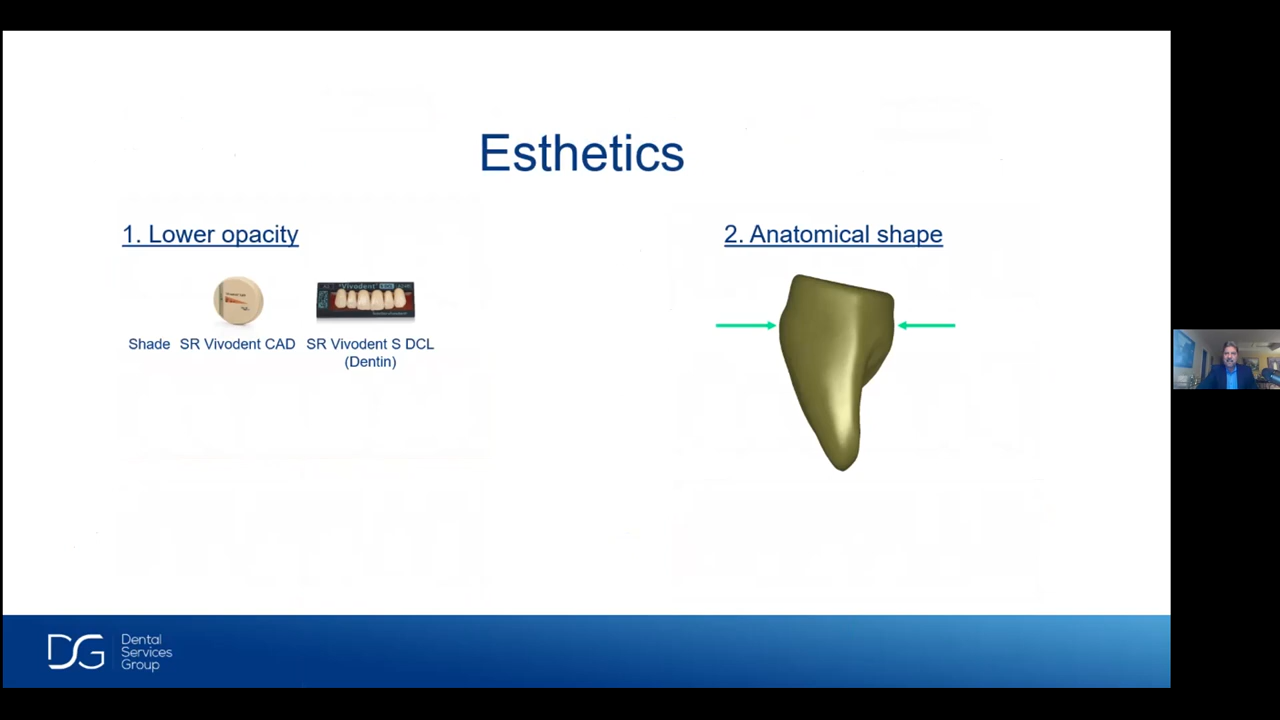 Esthetics
1. Lower opacity
2. Anatomical shape
Vivodent
Shade SR Vivodent CAD SR Vivodent S DCL
(Dentin)
DG
Dental
Services
Group